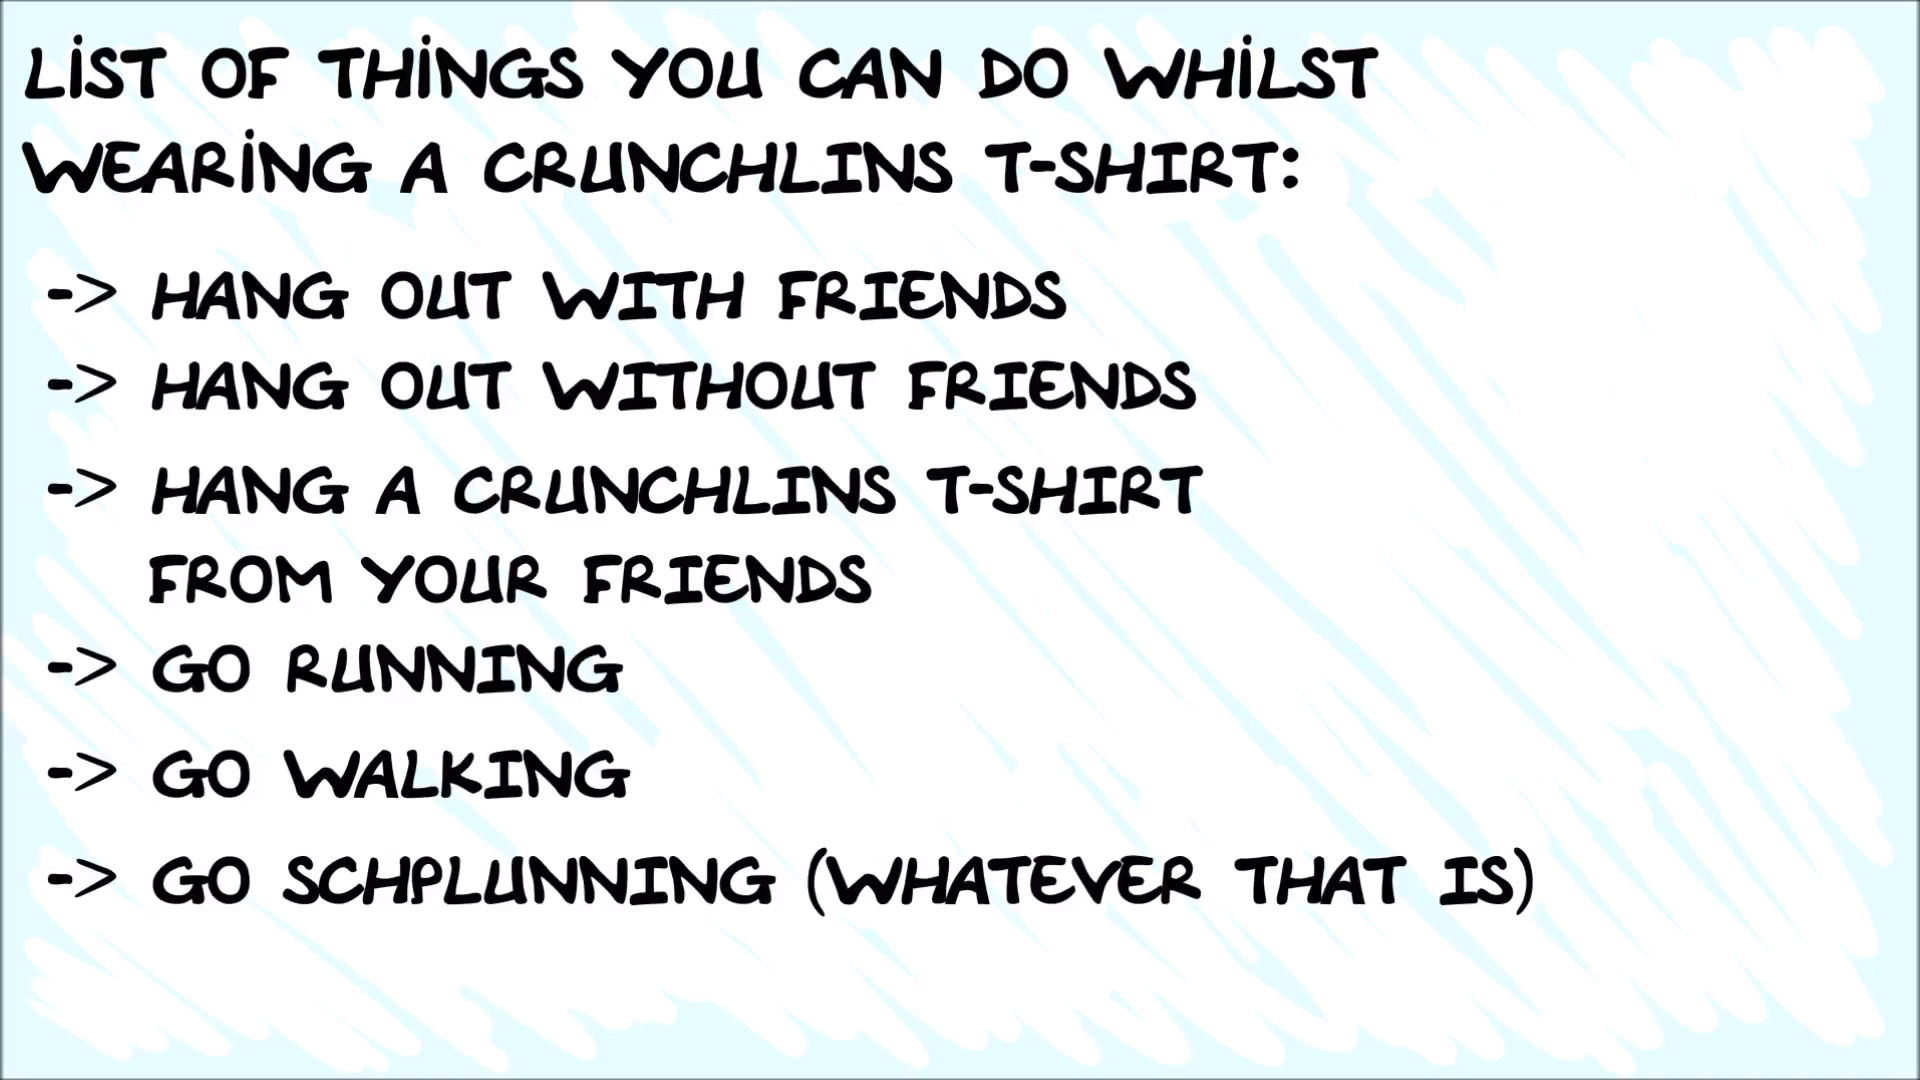 LIST OF THINGS YOU CAN DO WHILST
WEARING A CRUNCHLINS T-SHIRT:
-> HANG OUT WITH FRIENDS
-> HANG OUT WITHOUT FRIENDS
-> HANG A CRUNCHLINS T-SHIRT
FROM YOUR FRIENDS
-> GO RUNNING
-> GO WALKING
-> GO SCHPLUNNING (WHATEVER THAT IS)